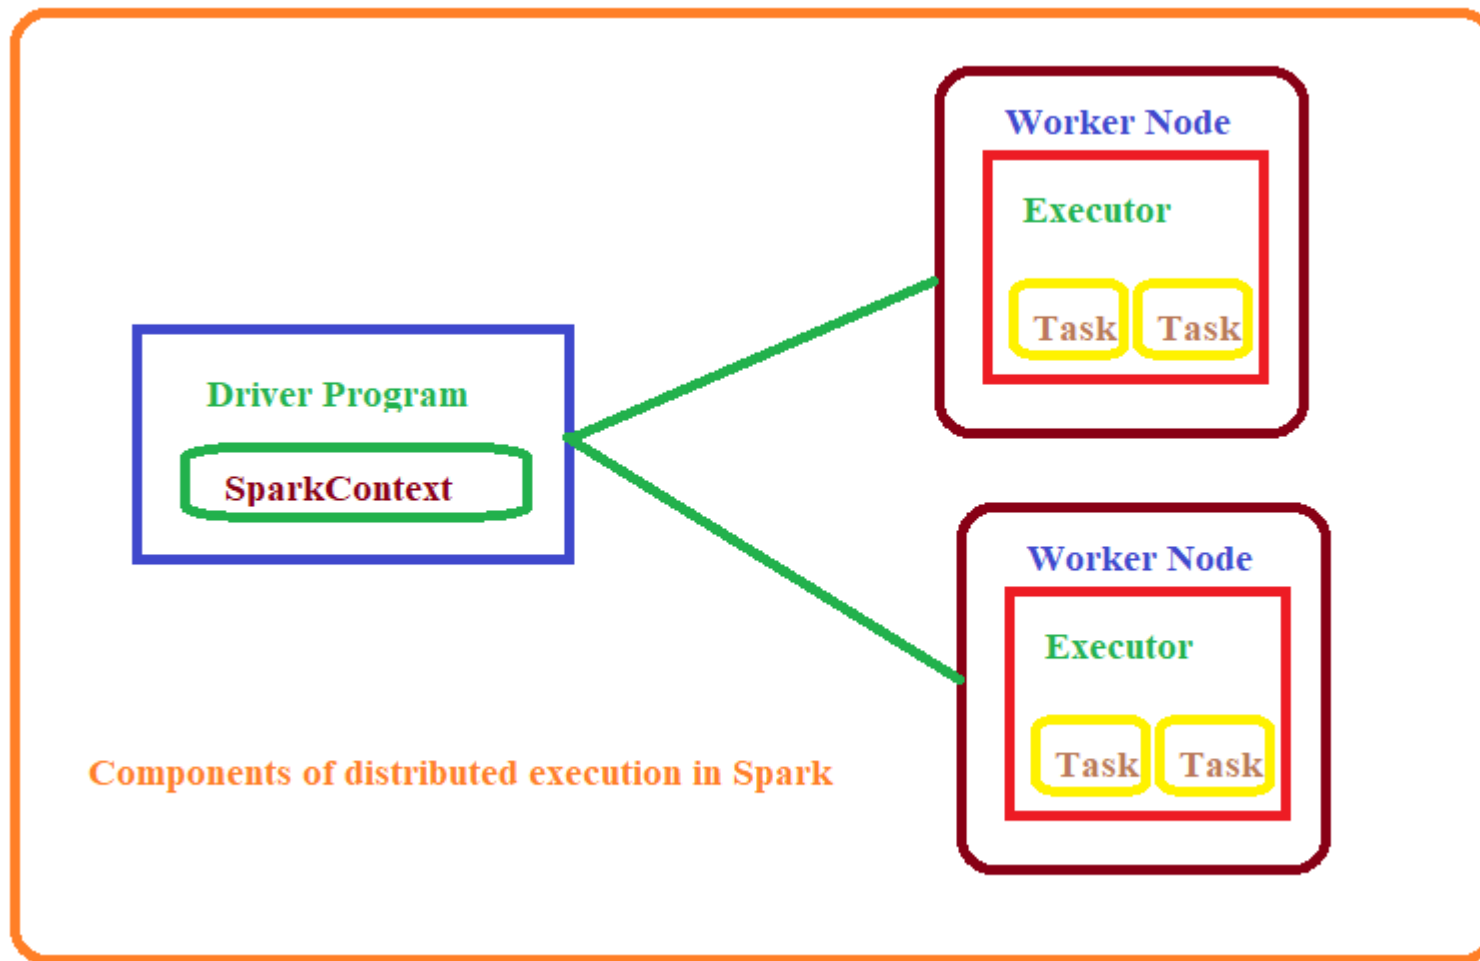 Worker Node
Executor
Task Task
Driver Program
SparkContext
Worker Node
Executor
Task Task
Components of distributed execution in Spark